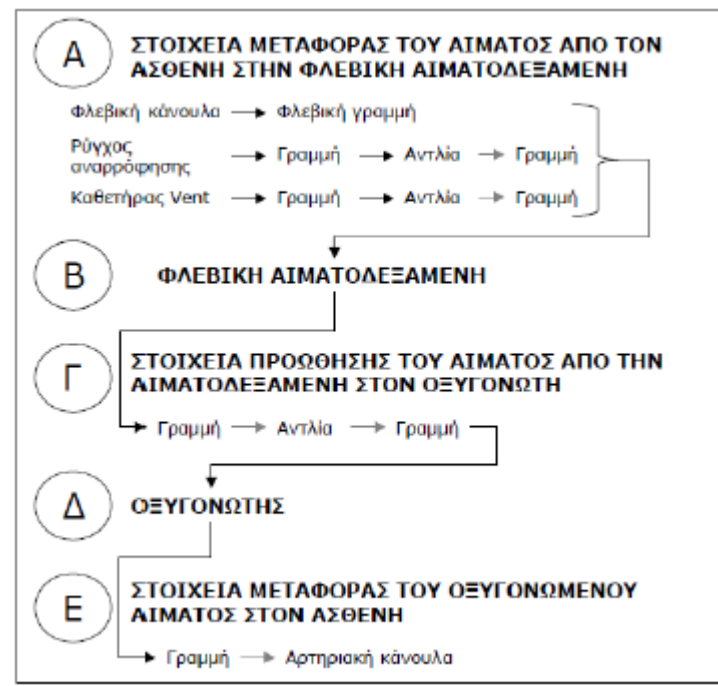 Α
ΣΤΟΙΧΕΙΑ ΜΕΤΑΦΟΡΑΣ ΤΟΥ ΑΙΜΑΤΟΣ ΑΠΟ ΤΟΝ
ΑΣΘΕΝΗ ΣΤΗΝ ΦΛΕΒΙΚΗ ΑΙΜΑΤΟΔΕΞΑΜΕΝΗ
Φλεβική κάνουλα → Φλεβική γραμμή
Ρύγχος
αναρρόφησης → Γραμμή → Αντλία → Γραμμή
Καθετήρας Vent → Γραμμή → Αντλία → Γραμμή
Β
ΦΛΕΒΙΚΗ ΑΙΜΑΤΟΔΕΞΑΜΕΝΗ
Γ
ΣΤΟΙΧΕΙΑ ΠΡΟΩΘΗΣΗΣ ΤΟΥ ΑΙΜΑΤΟΣ ΑΠΟ ΤΗΝ
ΑΙΜΑΤΟΔΕΞΑΜΕΝΗ ΣΤΟΝ ΟΞΥΓΟΝΩΤΗ
Γραμμή → Αντλία → Γραμμή
Δ
ΟΞΥΓΟΝΩΤΗΣ
Ε
ΣΤΟΙΧΕΙΑ ΜΕΤΑΦΟΡΑΣ ΤΟΥ ΟΞΥΓΟΝΩΜΕΝΟΥ
ΑΙΜΑΤΟΣ ΣΤΟΝ ΑΣΘΕΝΗ
Γραμμή → Αρτηριακή κάνουλα